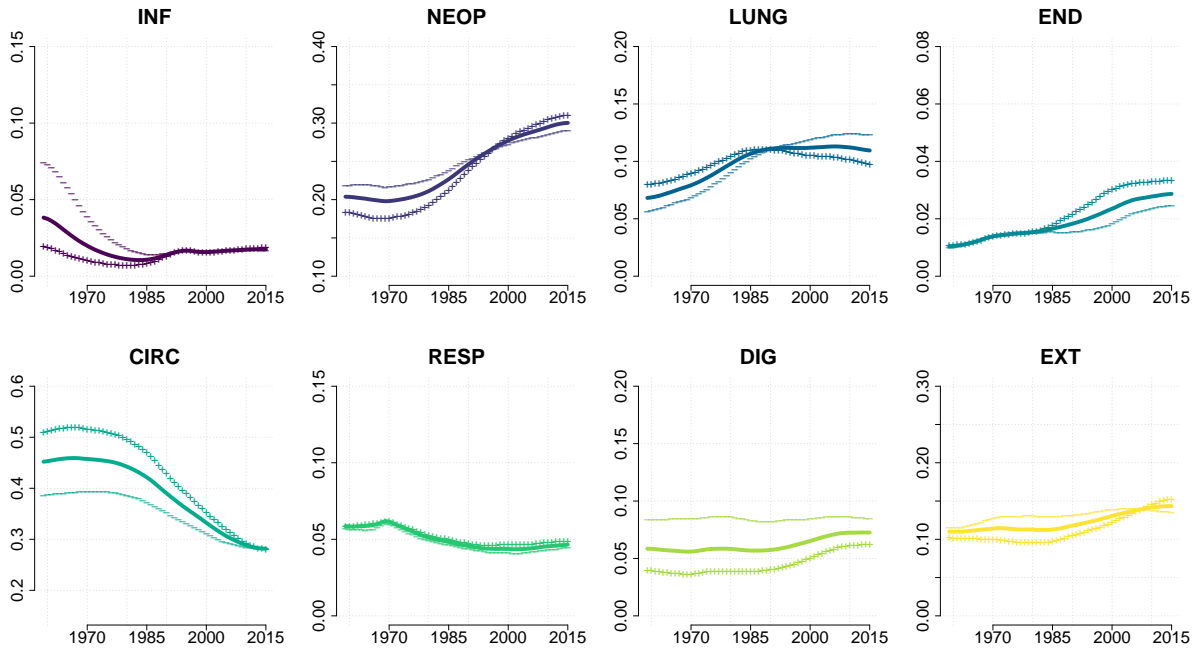 INF
0.00 0.05 0.10 0.15
1970 1985 2000 2015
NEOP
0.10 0.20 0.30 0.40
1970 1985 2000 2015
LUNG
0.00 0.05 0.10 0.15 0.20
1970 1985 2000 2015
END
0.00 0.02 0.04 0.06 0.08
1970 1985 2000 2015
CIRC
0.2 0.3 0.4 0.5 0.6
1970 1985 2000 2015
RESP
0.00 0.05 0.10 0.15
1970 1985 2000 2015
DIG
0.00 0.05 0.10 0.15 0.20
1970 1985 2000 2015
EXT
0.00 0.10 0.20 0.30
1970 1985 2000 2015